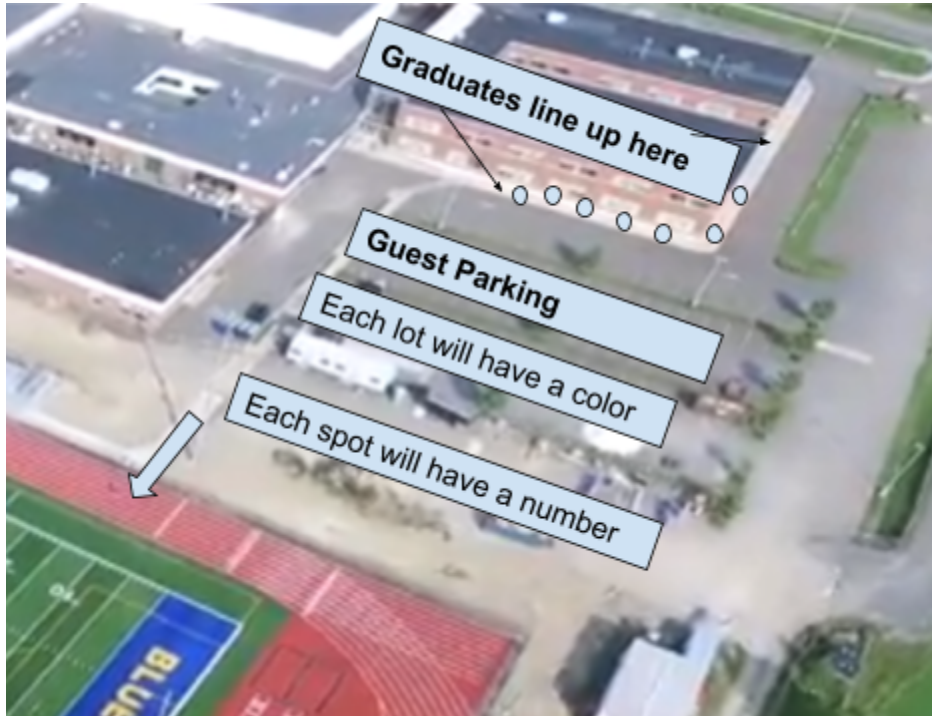 Graduates line up here
Guest Parking
Each lot will have a color
Each spot will have a number
BLUE